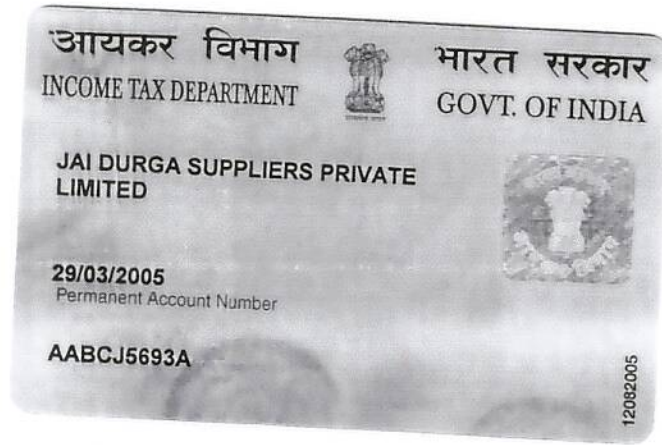 आयकर विभाग
INCOME TAX DEPARTMENT
भारत सरकार
GOVT. OF INDIA
JAI DURGA SUPPLIERS PRIVATE
LIMITED
29/03/2005
Permanent Account Number
AABCJ5693A
12082005